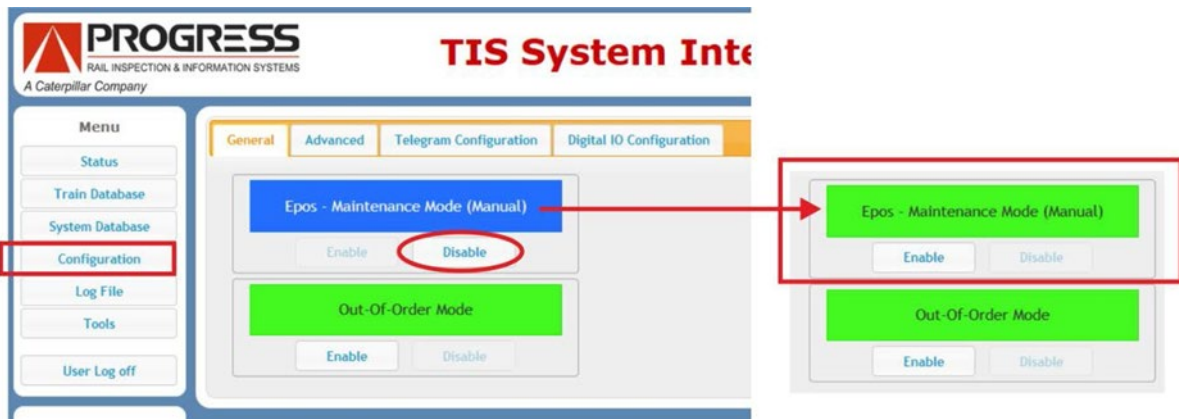 PROGRESS
RAIL INSPECTION & INFORMATION SYSTEMS
A Caterpillar Company
TIS System Inte
Menu
Status
Train Database
System Database
Configuration
Log File
Tools
User Log off
General Advanced Telegram Configuration Digital IO Configuration
Epos - Maintenance Mode (Manual)
Enable Disable
Out-Of-Order Mode
Enable Disable
Epos - Maintenance Mode (Manual)
Enable Disable
Out-Of-Order Mode
Enable Disable